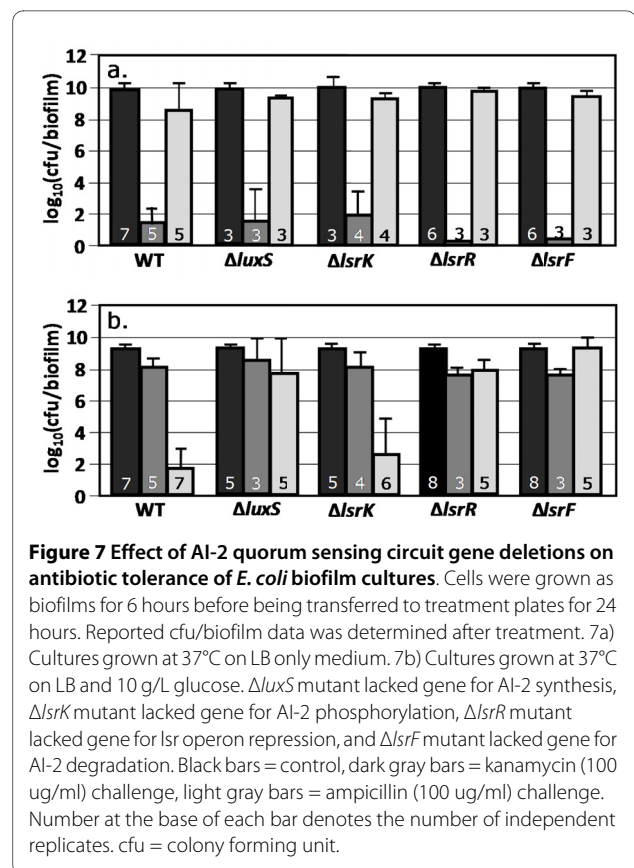 a.
log10(cfu/biofilm)
12
10
8
6
4
2
0
7 5 5 3 3 3 3 4 4 6 3 3 6 3 3
WT ΔluxS ΔlsrK ΔlsrR ΔlsrF
b.
log10(cfu/biofilm)
12
10
8
6
4
2
0
7 5 7 5 3 5 5 4 6 8 3 5 8 3 5
WT ΔluxS ΔlsrK ΔlsrR ΔlsrF
Figure 7 Effect of AI-2 quorum sensing circuit gene deletions on
antibiotic tolerance of E. coli biofilm cultures. Cells were grown as
biofilms for 6 hours before being transferred to treatment plates for 24
hours. Reported cfu/biofilm data was determined after treatment. 7a)
Cultures grown at 37°C on LB only medium. 7b) Cultures grown at 37°C
on LB and 10 g/L glucose. ΔluxS mutant lacked gene for AI-2 synthesis,
ΔlsrK mutant lacked gene for AI-2 phosphorylation, ΔlsrR mutant
lacked gene for lsr operon repression, and ΔlsrF mutant lacked gene for
AI-2 degradation. Black bars = control, dark gray bars = kanamycin (100
ug/ml) challenge, light gray bars = ampicillin (100 ug/ml) challenge.
Number at the base of each bar denotes the number of independent
replicates. cfu = colony forming unit.